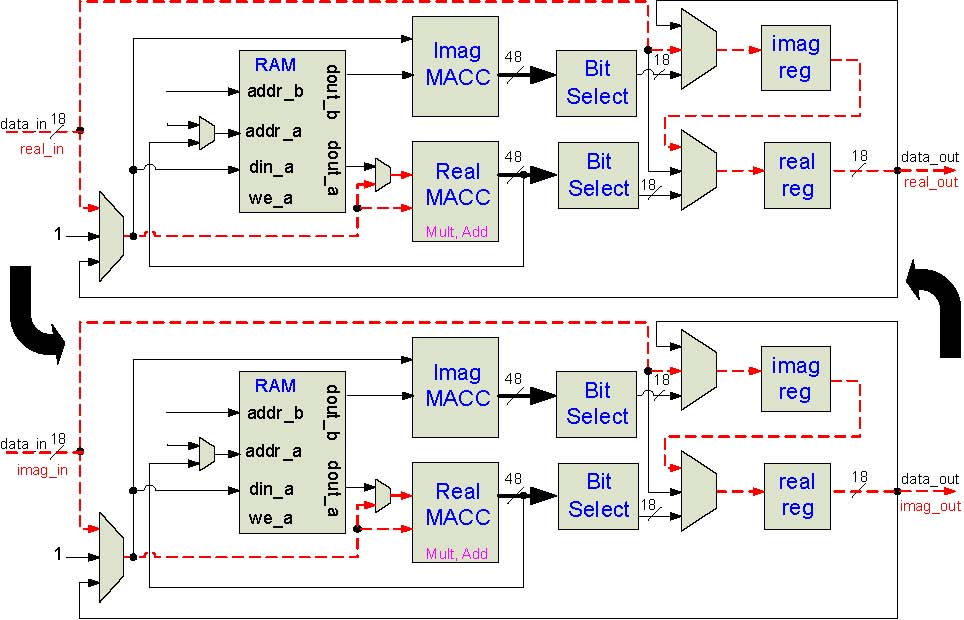 Imag
MACC
48
Bit
Select
18
imag
reg
RAM
addr_b
addr_a
din_a
we_a
dout_b
dout_a
data_in 18
real_in
Real
MACC
Mult, Add
48
Bit
Select
18
real
reg
18
data_out
real_out
1
Imag
MACC
48
Bit
Select
18
imag
reg
RAM
addr_b
addr_a
din_a
we_a
dout_b
dout_a
data_in 18
imag_in
Real
MACC
Mult, Add
48
Bit
Select
18
real
reg
18
data_out
imag_out
1